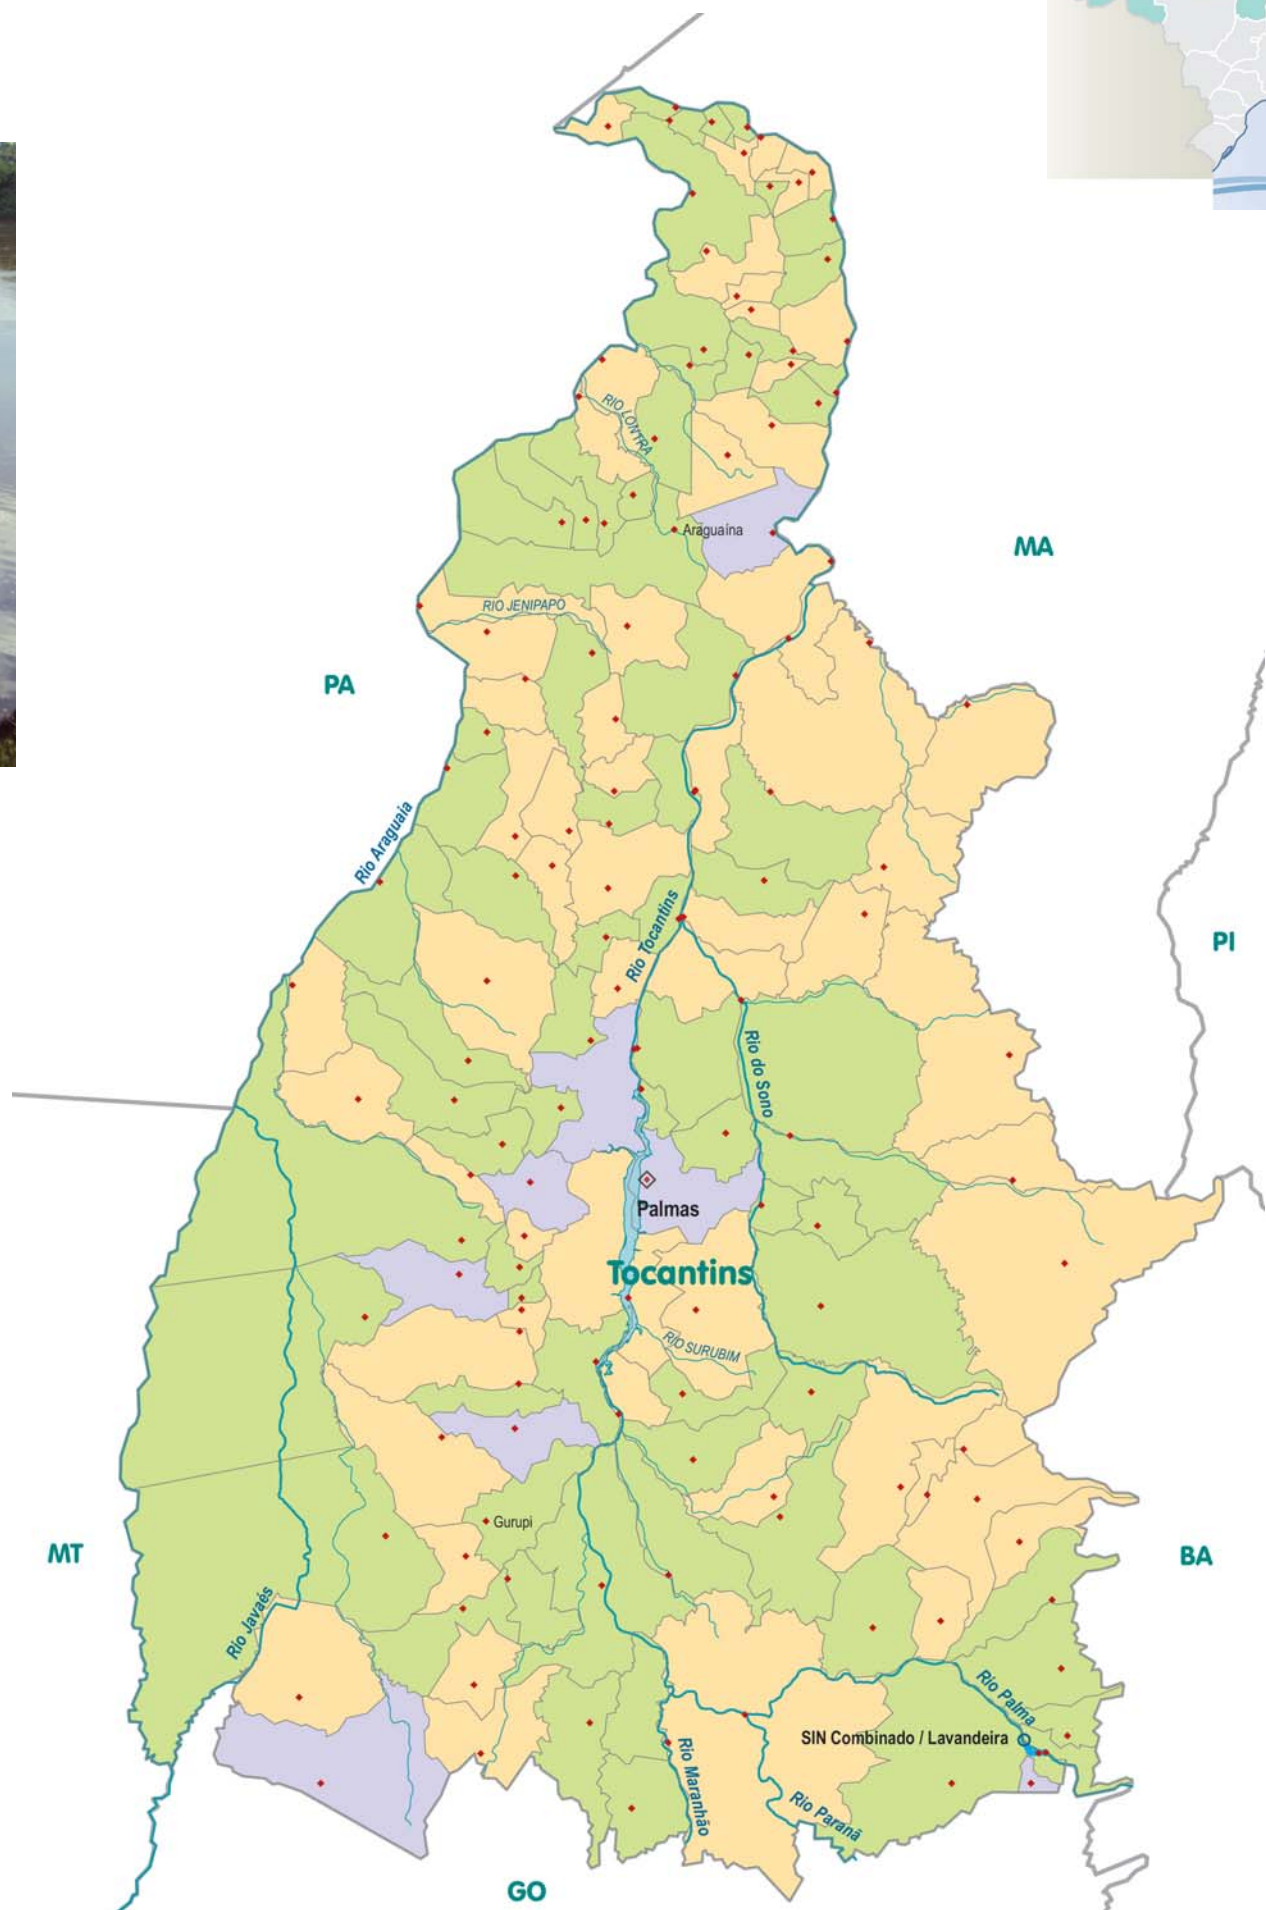 RIO LONTRA
Araguaína
MA
RIO JENIPAPO
PA
Rio Araguaia
Rio Tocantins
PI
Rio do Sono
Palmas
Tocantins
RIO SURUBIM
Gurupi
MT
BA
Rio Javaés
Rio Palma
SIN Combinado / Lavandeira
Rio Maranhão
Rio Paranã
GO